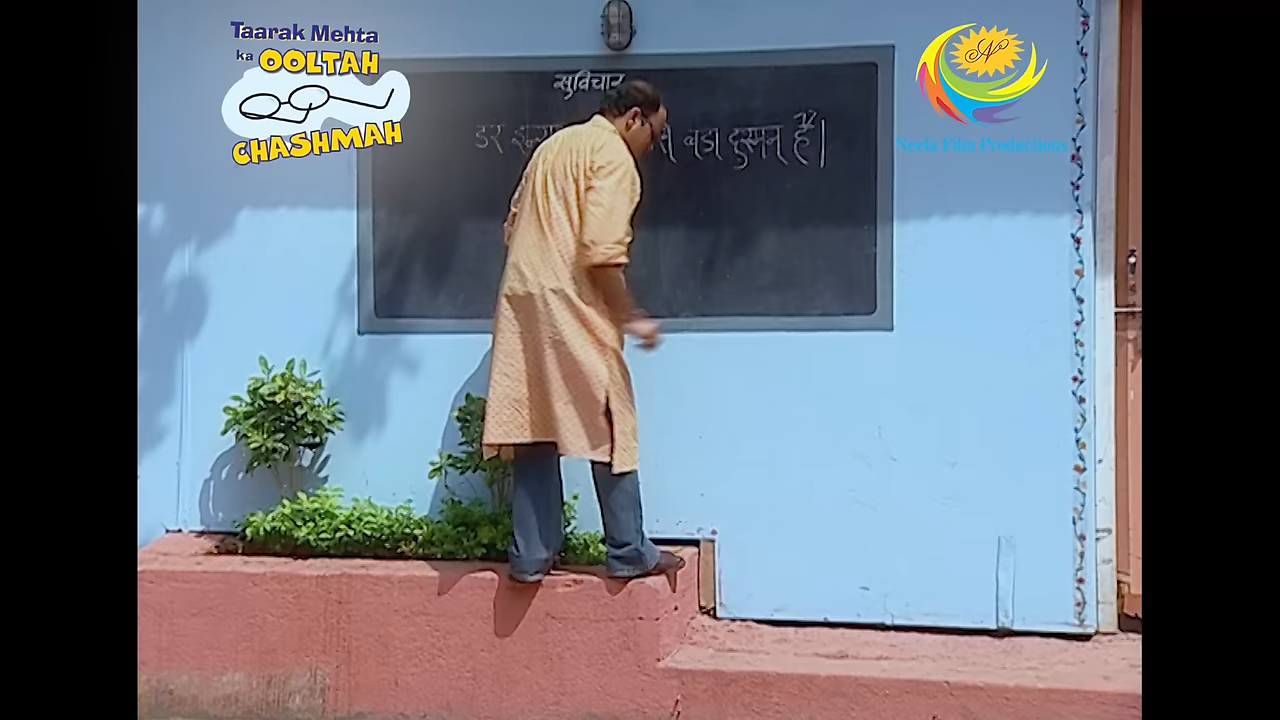 Taarak Mehta
ka OOLTAH
CHASHMAH
Neela Film Productions
सुविचार
डर से बडा दुश्मन है।